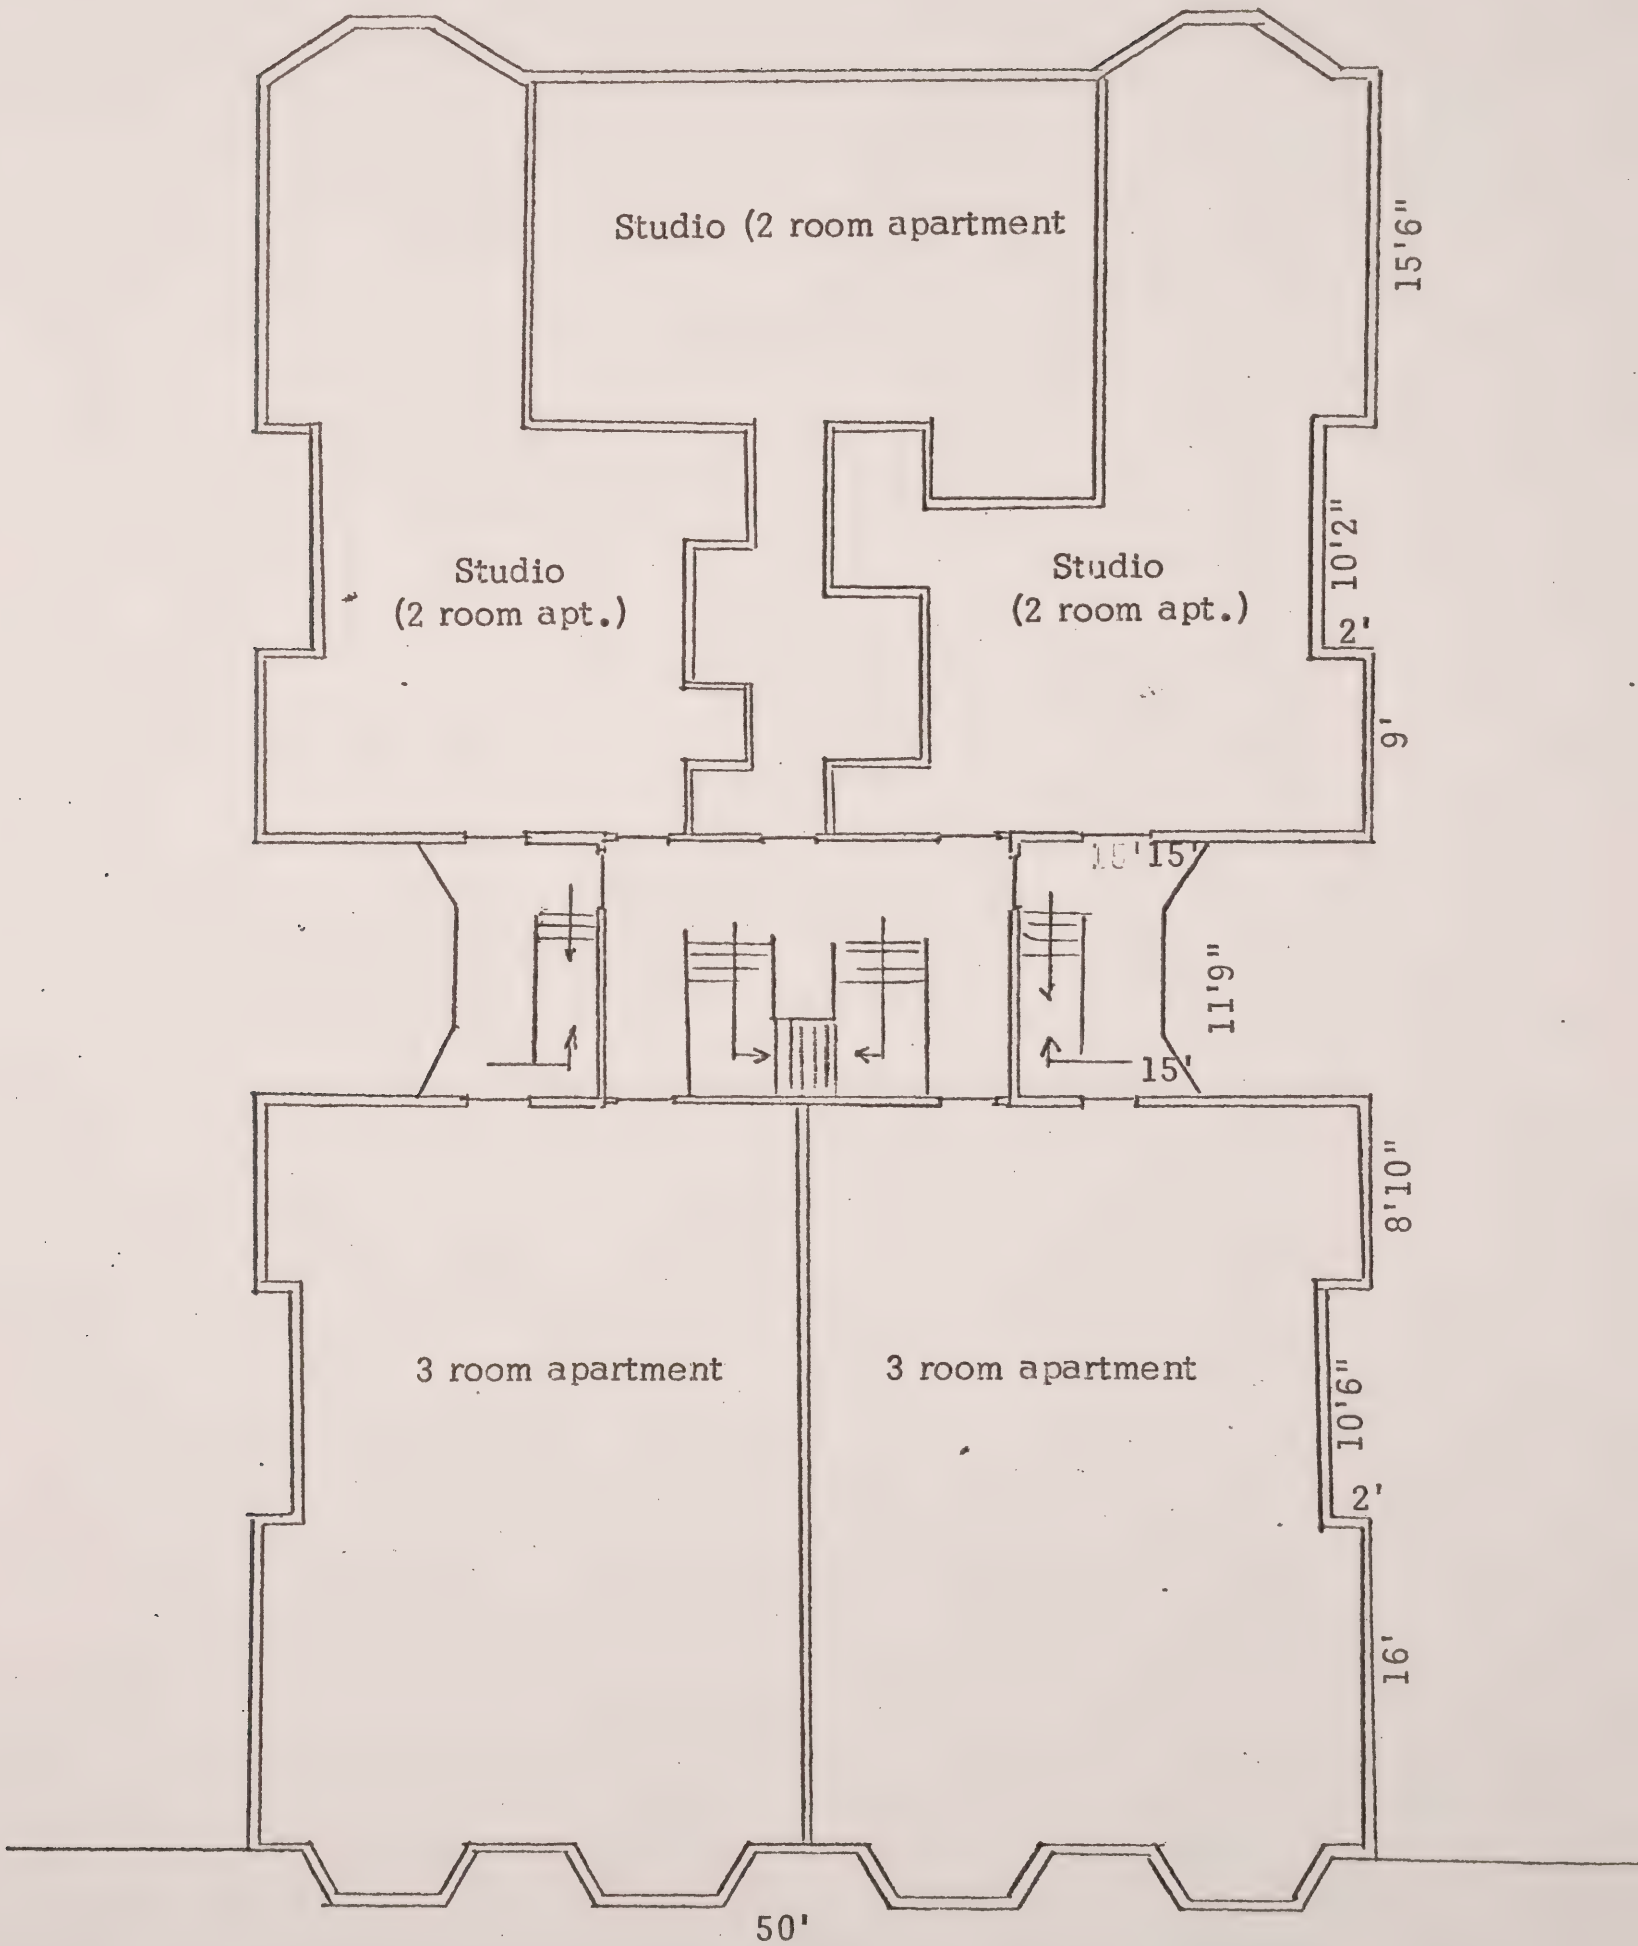 Studio (2 room apartment
15'6"
10'2"
Studio
(2 room apt.)
Studio
(2 room apt.)
2'
9'
15'15'
11'9"
15'
8'10"
3 room apartment
3 room apartment
10'6"
2'
16'
50'